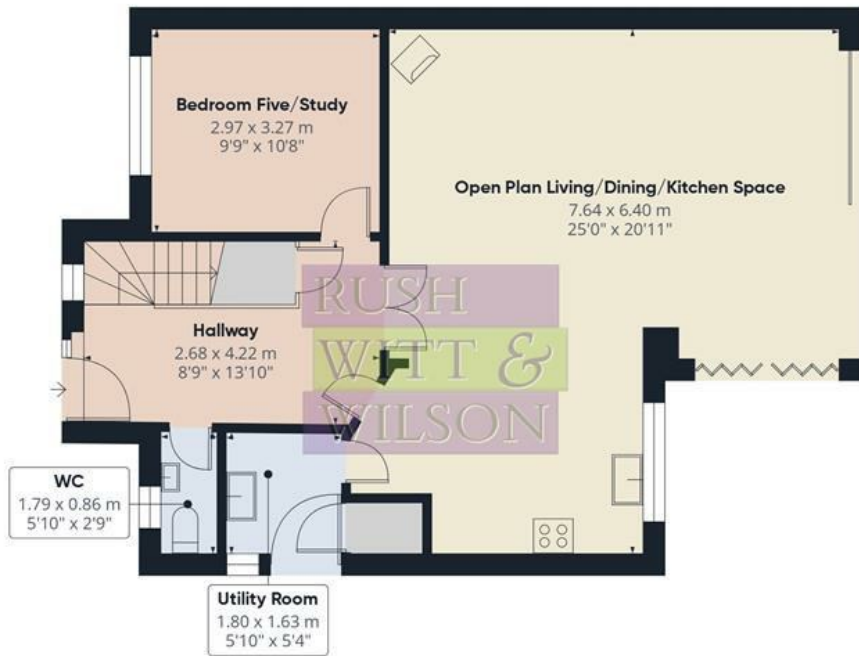 Bedroom Five/Study
2.97 x 3.27 m
9'9" x 10'8"
Open Plan Living/Dining/Kitchen Space
7.64 x 6.40 m
25'0" x 20'11"
RUSH
WITT &
WILSON
Hallway
2.68 x 4.22 m
8'9" x 13'10"
WC
1.79 x 0.86 m
5'10" x 2'9"
Utility Room
1.80 x 1.63 m
5'10" x 5'4"